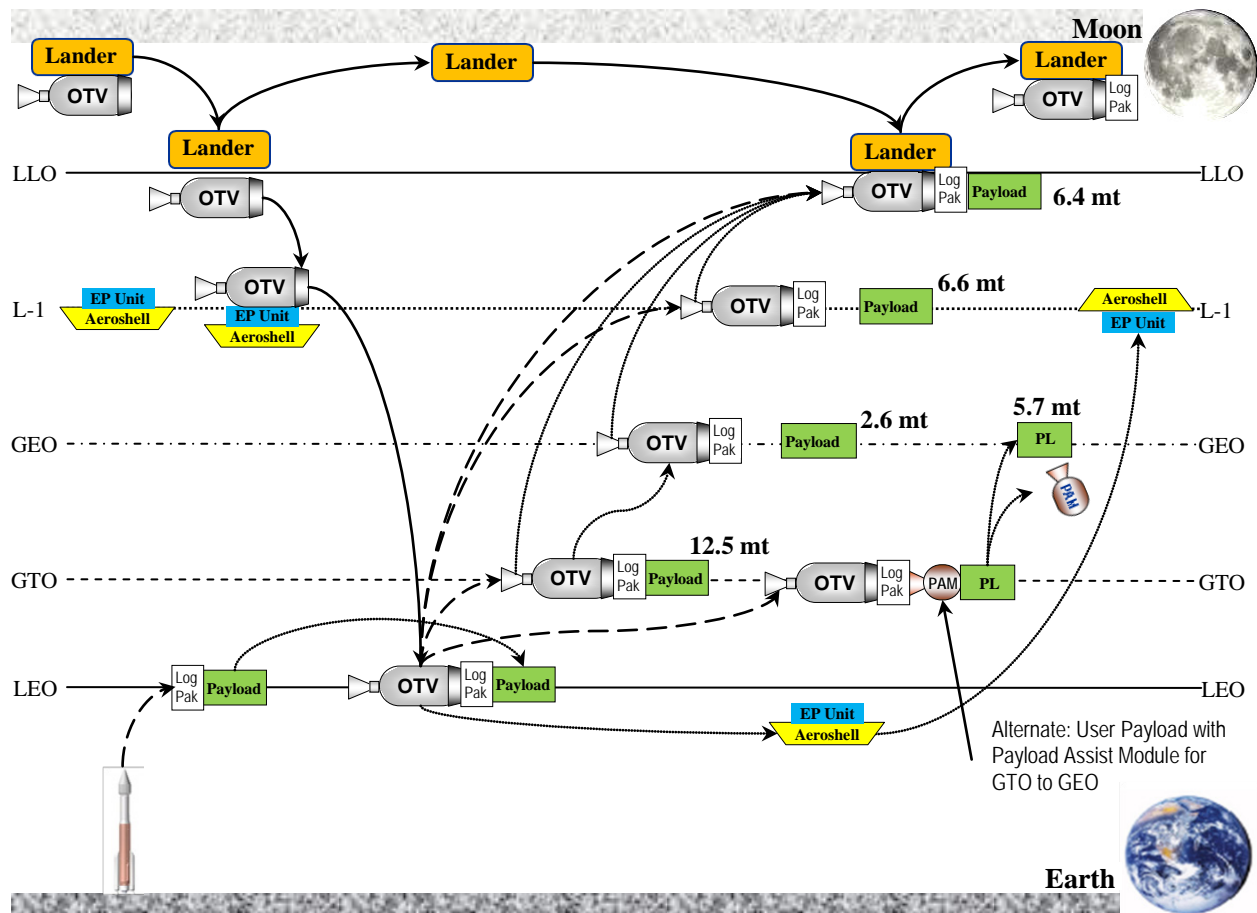 Moon
Lander
Lander
Lander
OTV
OTV
Log
Pak
Lander
Lander
LLO
LLO
OTV
OTV
Log
Pak
Payload
6.4 mt
OTV
6.6 mt
EP Unit
Aeroshell
L-1
EP Unit
Aeroshell
OTV
Log
Pak
Payload
Aeroshell
EP Unit
L-1
2.6 mt
5.7 mt
GEO
OTV
Log
Pak
Payload
PL
GEO
PAM
12.5 mt
GTO
OTV
Log
Pak
Payload
OTV
Log
Pak
PAM
PL
GTO
LEO
Log
Pak
Payload
OTV
Log
Pak
Payload
LEO
EP Unit
Aeroshell
Alternate: User Payload with
Payload Assist Module for
GTO to GEO
Earth